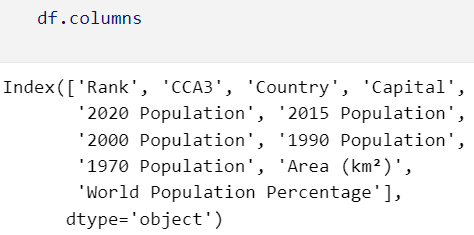 df.columns
Index(['Rank', 'CCA3', 'Country', 'Capital',
'2020 Population', '2015 Population',
'2000 Population', '1990 Population',
'1970 Population', 'Area (km²)',
'World Population Percentage'],
dtype='object')